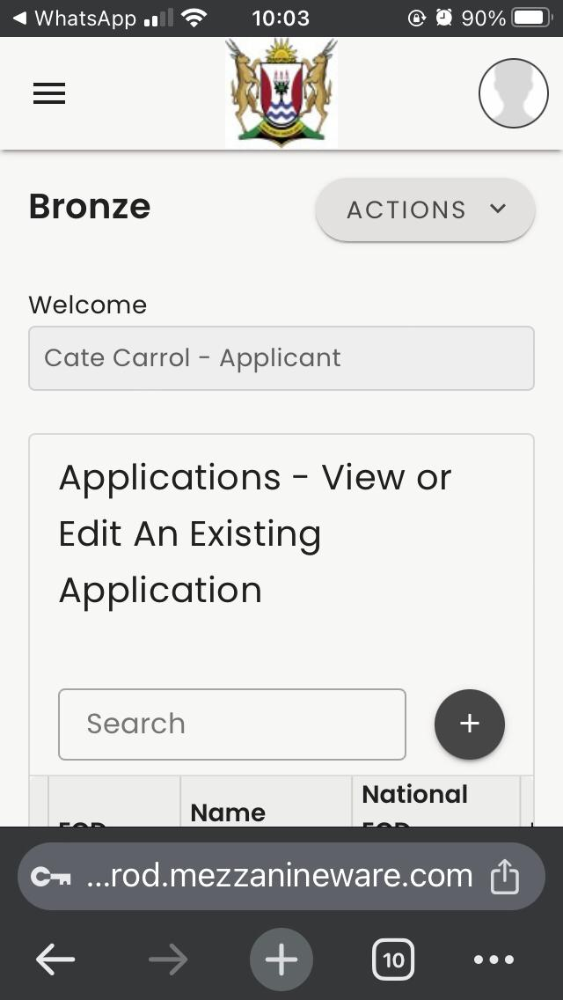 WhatsApp 10:03 90%
Bronze
ACTIONS
Welcome
Cate Carrol - Applicant
Applications - View or
Edit An Existing
Application
Search
+
National
Name
...rod.mezzanineware.com
10